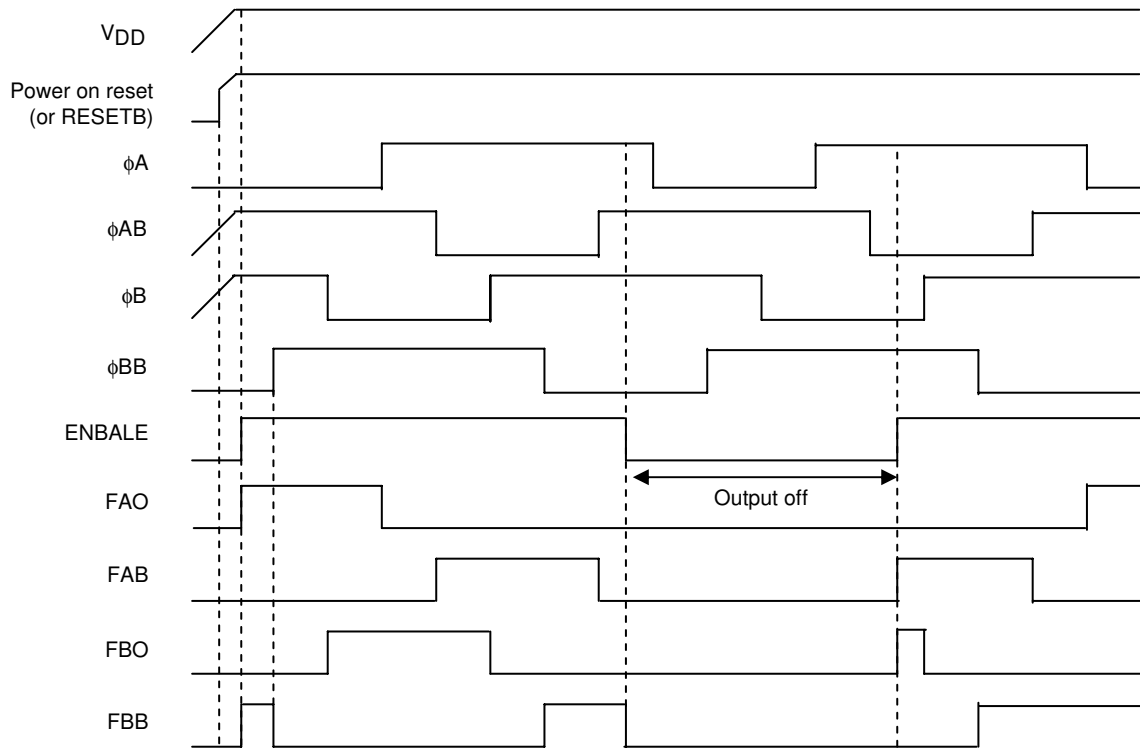 VDD
Power on reset
(or RESETB)
ϕA
ϕAB
ϕB
ϕBB
ENBALE
Output off
FAO
FAB
FBO
FBB